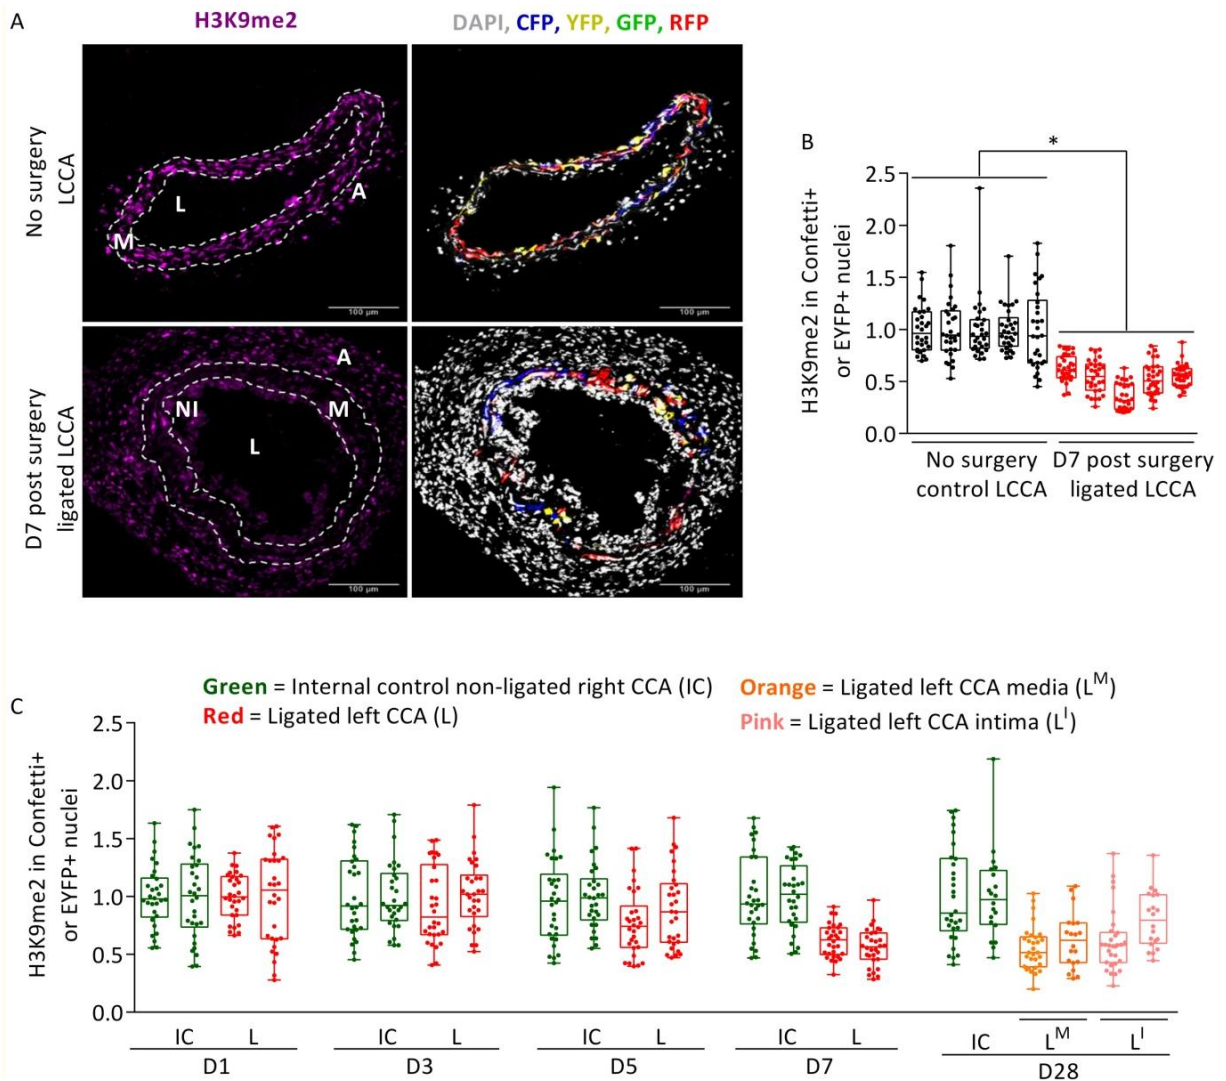 A
H3K9me2
DAPI, CFP, YFP, GFP, RFP
No surgery
LCCA
L
A
M
100 μm
100 μm
D7 post surgery
ligated LCCA
A
NI
M
L
100 μm
100 μm
B
*
H3K9me2 in Confetti+
or EYFP+ nuclei
2.5
2.0
1.5
1.0
0.5
0.0
No surgery
control LCCA
D7 post surgery
ligated LCCA
Green = Internal control non-ligated right CCA (IC)
Red = Ligated left CCA (L)
Orange = Ligated left CCA media (L^M)
Pink = Ligated left CCA intima (L^I)
C
H3K9me2 in Confetti+
or EYFP+ nuclei
2.5
2.0
1.5
1.0
0.5
0.0
IC L IC L IC L IC L IC L^M L^I
D1 D3 D5 D7 D28